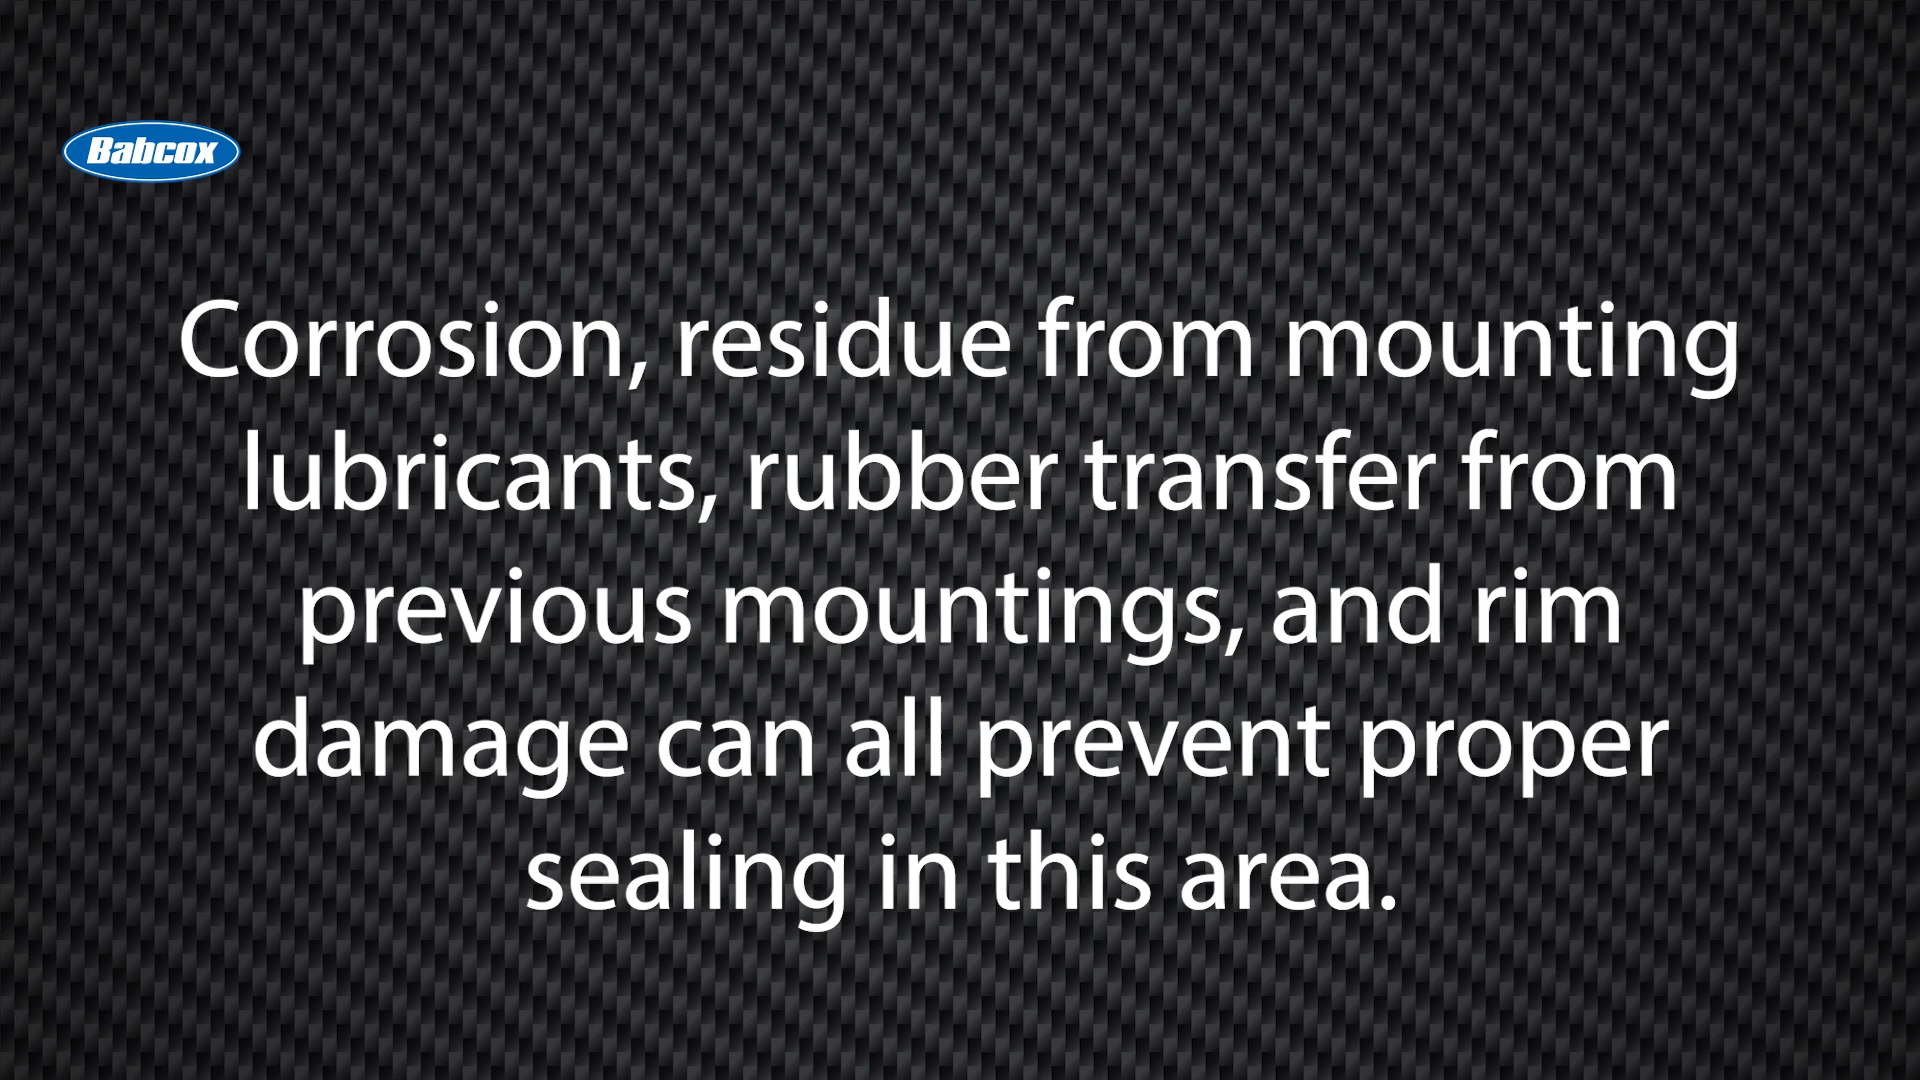 Babcox
Corrosion, residue from mounting
lubricants, rubber transfer from
previous mountings, and rim
damage can all prevent proper
sealing in this area.